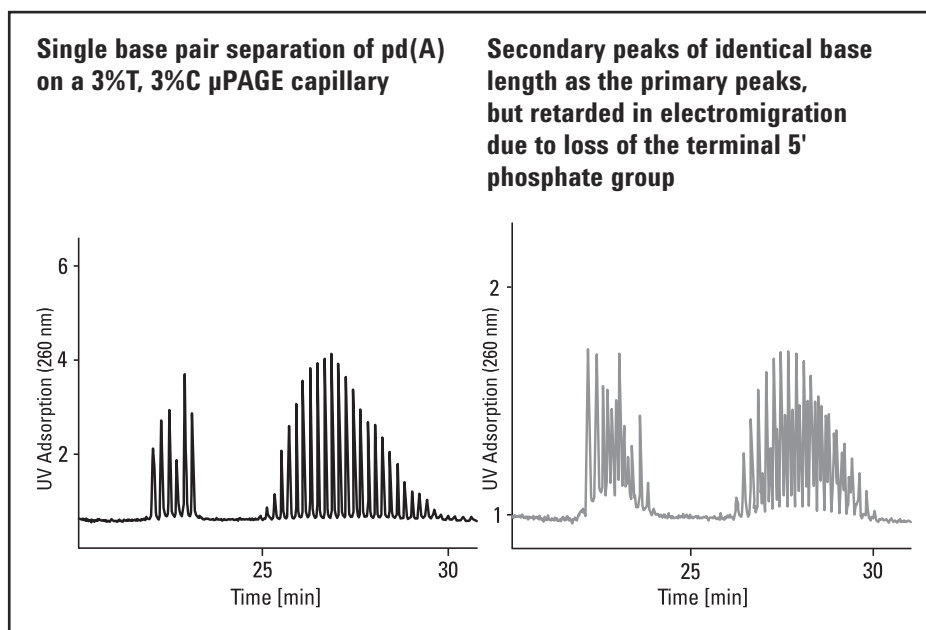 Single base pair separation of pd(A)
on a 3%T, 3%C µPAGE capillary
Secondary peaks of identical base
length as the primary peaks,
but retarded in electromigration
due to loss of the terminal 5'
phosphate group
6
4
2
UV Adsorption (260 nm)
25
30
Time [min]
2
1
UV Adsorption (260 nm)
25
30
Time [min]